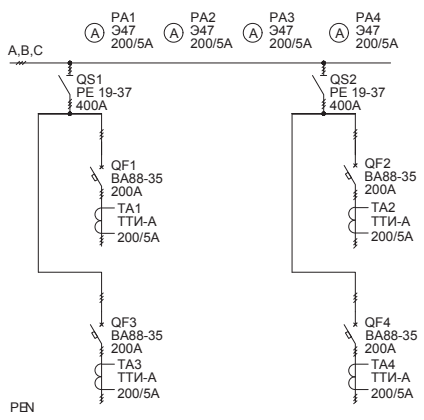 PA1 PA2 PA3 PA4
A Э47 A Э47 A Э47 A Э47
200/5A 200/5A 200/5A 200/5A
A,B,C
QS1 QS2
PE 19-37 PE 19-37
400A 400A
QF1 QF2
BA88-35 BA88-35
200A 200A
TA1 TA2
ТТИ-А ТТИ-А
200/5A 200/5A
QF3 QF4
BA88-35 BA88-35
200A 200A
TA3 TA4
ТТИ-А ТТИ-А
200/5A 200/5A
PEN